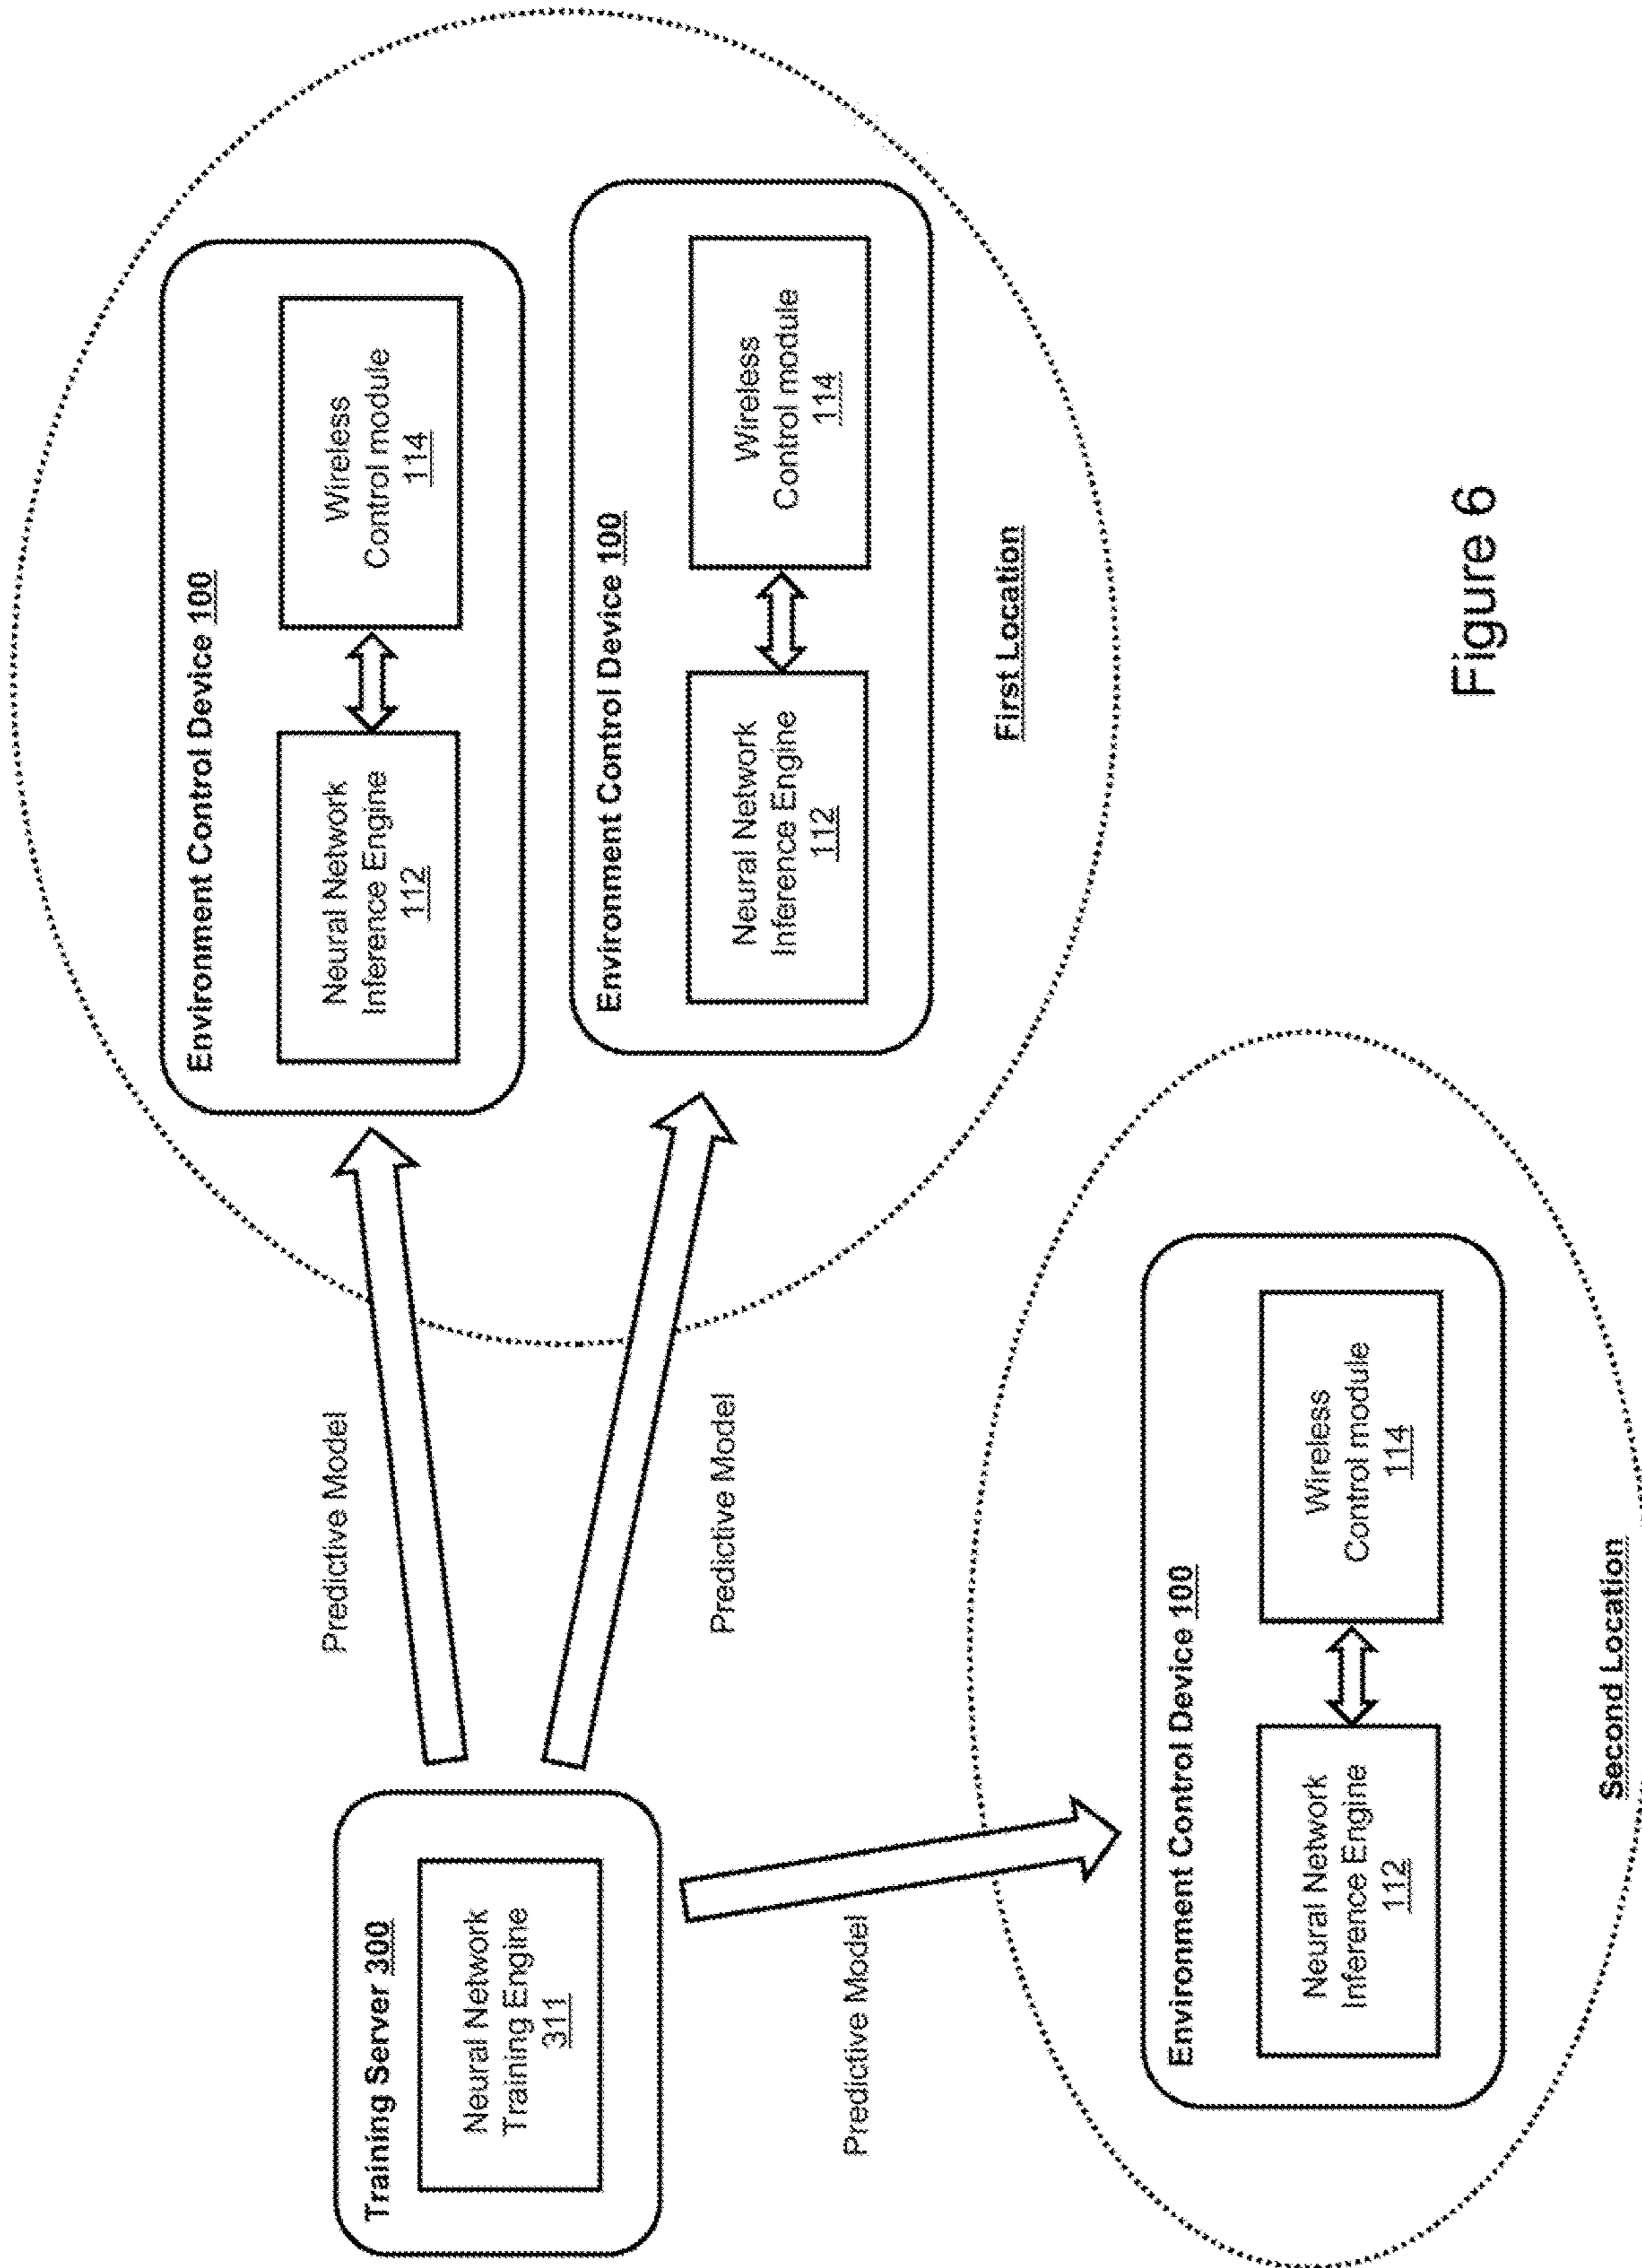 Training Server 300
Neural Network
Training Engine
311
Predictive Model
Predictive Model
Predictive Model
Environment Control Device 100
Neural Network
Inference Engine
112
Wireless
Control module
114
Environment Control Device 100
Neural Network
Inference Engine
112
Wireless
Control module
114
First Location
Environment Control Device 100
Neural Network
Inference Engine
112
Wireless
Control module
114
Second Location
Figure 6